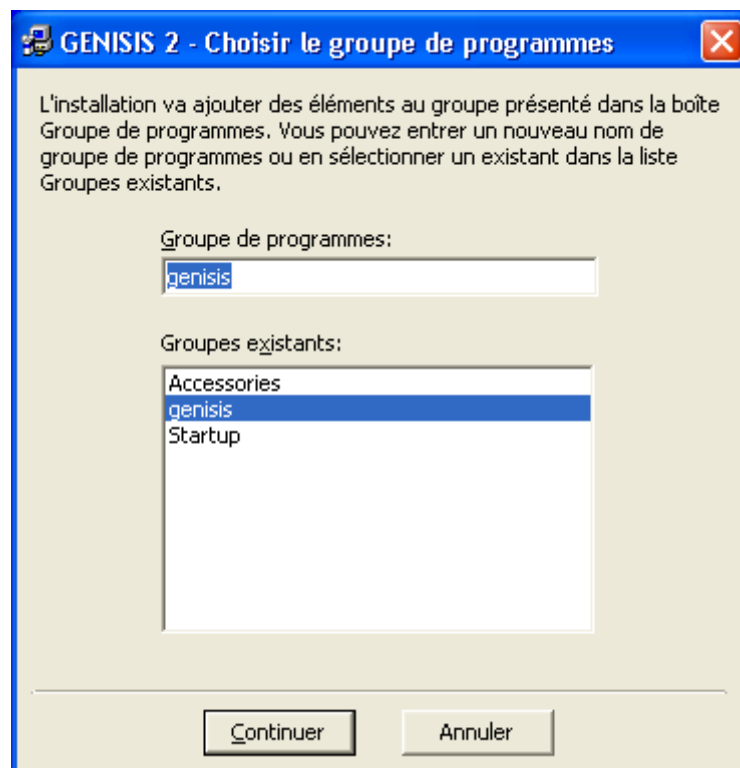 GENISIS 2 - Choisir le groupe de programmes
L'installation va ajouter des éléments au groupe présenté dans la boîte
Groupe de programmes. Vous pouvez entrer un nouveau nom de
groupe de programmes ou en sélectionner un existant dans la liste
Groupes existants.
Groupe de programmes:
genisis
Groupes existants:
Accessories
genisis
Startup
Continuer
Annuler